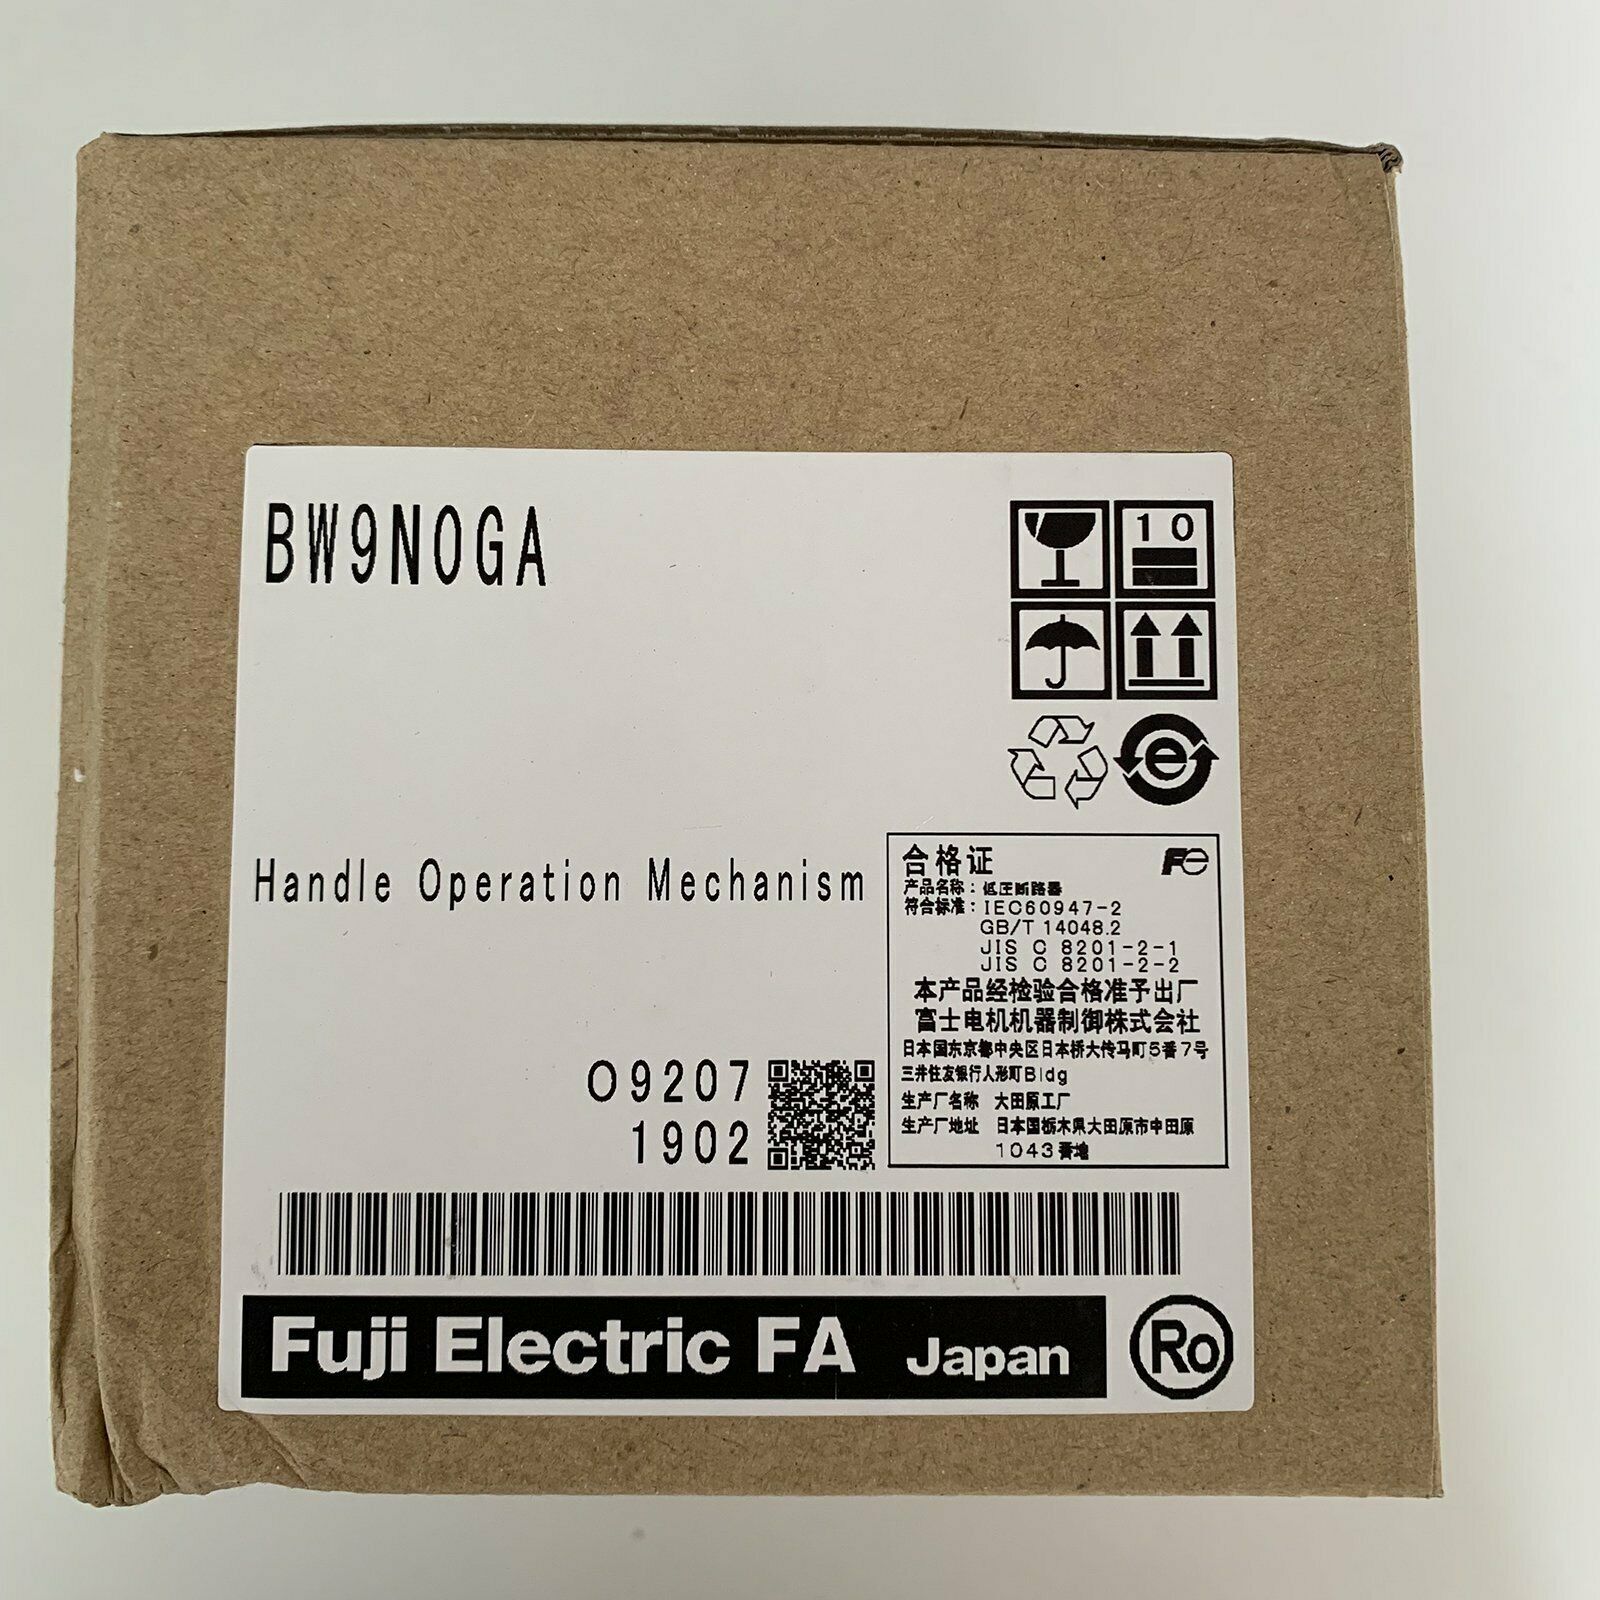 BW9N0GA
10
e
Handle Operation Mechanism
合格证 Fe
产品名称：低压断路器
符合标准：IEC60947-2
GB/T 14048.2
JIS C 8201-2-1
JIS C 8201-2-2
本产品经检验合格准予出厂
富士电机机器制御株式会社
日本国东京都中央区日本桥大传马町5番7号
三井住友银行人形町Bldg
生产厂名称 大田原工厂
生产厂地址 日本国栃木県大田原市中田原
1043番地
O9207
1902
Fuji Electric FA Japan
Ro